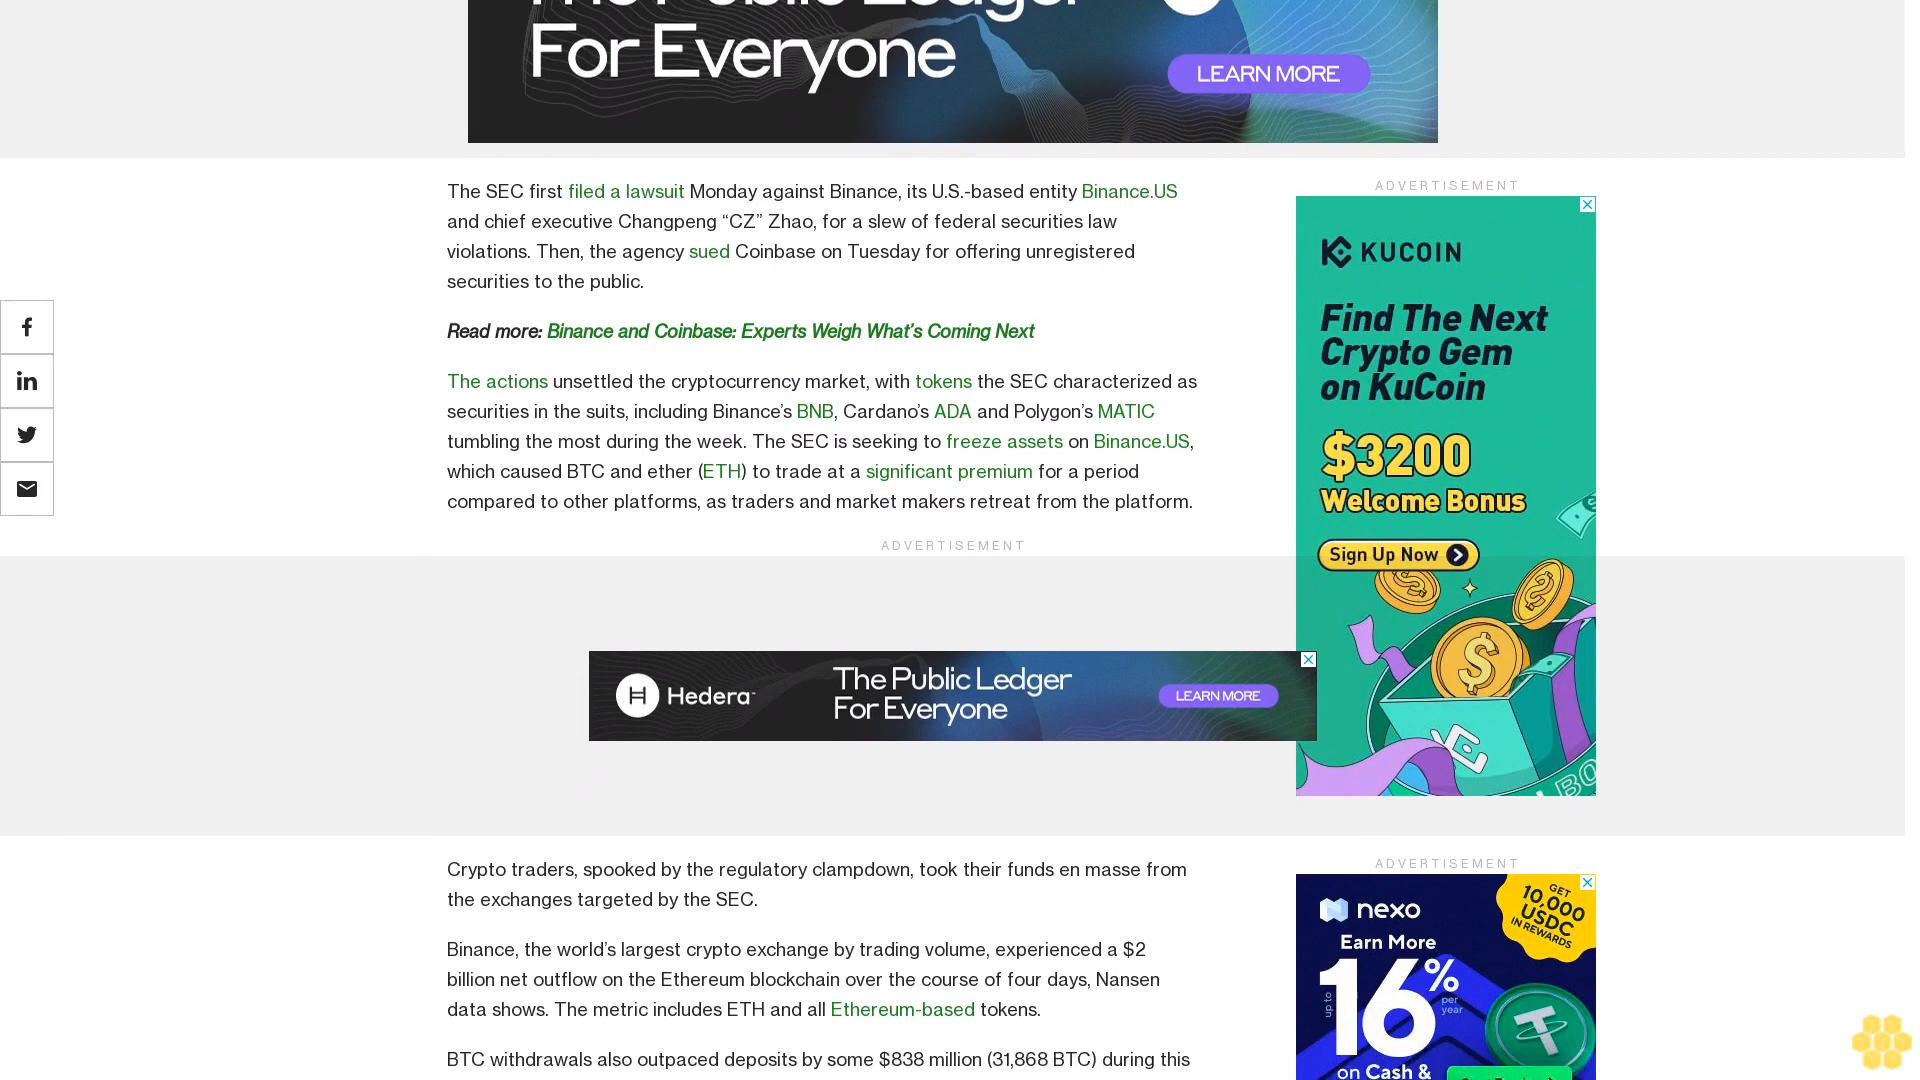 The Public Ledger
For Everyone
LEARN MORE
The SEC first filed a lawsuit Monday against Binance, its U.S.-based entity Binance.US
and chief executive Changpeng “CZ” Zhao, for a slew of federal securities law
violations. Then, the agency sued Coinbase on Tuesday for offering unregistered
securities to the public.
Read more: Binance and Coinbase: Experts Weigh What’s Coming Next
The actions unsettled the cryptocurrency market, with tokens the SEC characterized as
securities in the suits, including Binance’s BNB, Cardano’s ADA and Polygon’s MATIC
tumbling the most during the week. The SEC is seeking to freeze assets on Binance.US,
which caused BTC and ether (ETH) to trade at a significant premium for a period
compared to other platforms, as traders and market makers retreat from the platform.
ADVERTISEMENT
KUCOIN
Find The Next
Crypto Gem
on KuCoin
$3200
Welcome Bonus
Sign Up Now
ADVERTISEMENT
Hedera
The Public Ledger
For Everyone
LEARN MORE
Crypto traders, spooked by the regulatory clampdown, took their funds en masse from
the exchanges targeted by the SEC.
Binance, the world’s largest crypto exchange by trading volume, experienced a $2
billion net outflow on the Ethereum blockchain over the course of four days, Nansen
data shows. The metric includes ETH and all Ethereum-based tokens.
BTC withdrawals also outpaced deposits by some $838 million (31,868 BTC) during this
ADVERTISEMENT
nexo
GET
10,000
USDC
IN REWARDS
Earn More
up to
16%
per
year
on Cash &